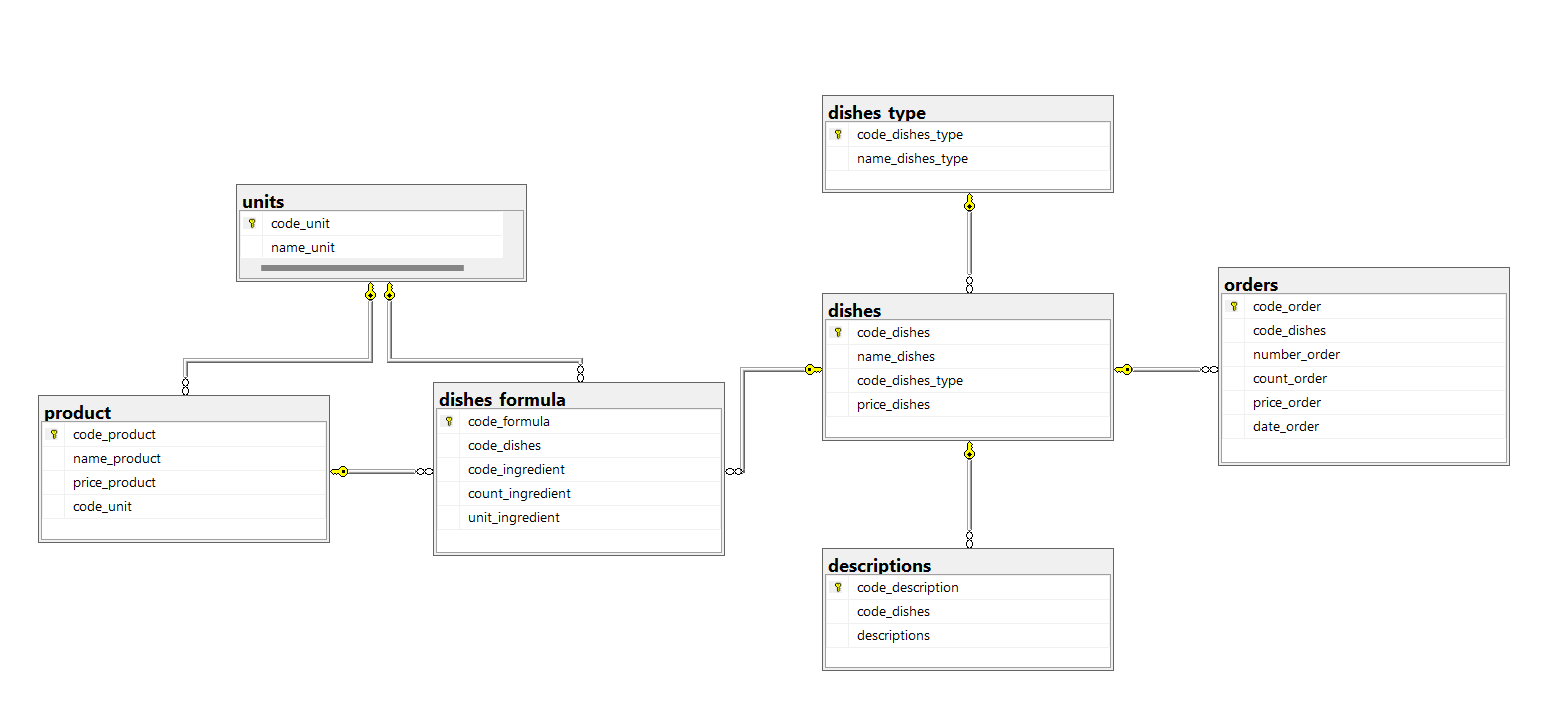 dishes_type
code_dishes_type
name_dishes_type
units
code_unit
name_unit
orders
code_order
code_dishes
number_order
count_order
price_order
date_order
dishes
code_dishes
name_dishes
code_dishes_type
price_dishes
product
code_product
name_product
price_product
code_unit
dishes_formula
code_formula
code_dishes
code_ingredient
count_ingredient
unit_ingredient
descriptions
code_description
code_dishes
descriptions